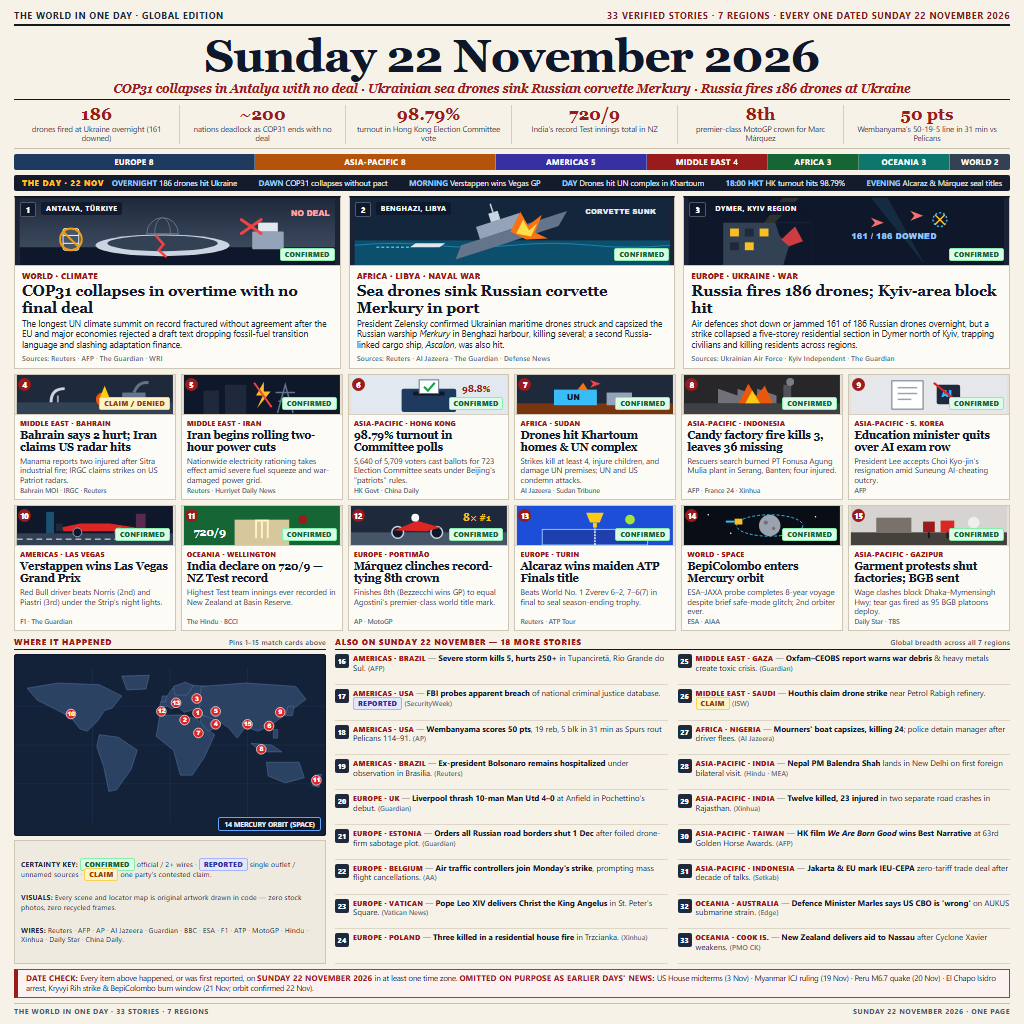 THE WORLD IN ONE DAY · GLOBAL EDITION
33 VERIFIED STORIES · 7 REGIONS · EVERY ONE DATED SUNDAY 22 NOVEMBER 2026
Sunday 22 November 2026
COP31 collapses in Antalya with no deal · Ukrainian sea drones sink Russian corvette Merkury · Russia fires 186 drones at Ukraine
186
drones fired at Ukraine overnight (161
downed)
~200
nations deadlock as COP31 ends with no
deal
98.79%
turnout in Hong Kong Election Committee
vote
720/9
India's record Test innings total in NZ
8th
premier-class MotoGP crown for Marc
Márquez
50 pts
Wembanyama's 50-19-5 line in 31 min vs
Pelicans
EUROPE 8
ASIA-PACIFIC 8
AMERICAS 5
MIDDLE EAST 4
AFRICA 3
OCEANIA 3
WORLD 2
THE DAY · 22 NOV
OVERNIGHT 186 drones hit Ukraine
DAWN COP31 collapses without pact
MORNING Verstappen wins Vegas GP
DAY Drones hit UN complex in Khartoum
18:00 HKT HK turnout hits 98.79%
EVENING Alcaraz & Márquez seal titles
1 ANTALYA, TÜRKIYE
NO DEAL
CONFIRMED
WORLD · CLIMATE
COP31 collapses in overtime with no
final deal
The longest UN climate summit on record fractured without agreement after the
EU and major economies rejected a draft text dropping fossil-fuel transition
language and slashing adaptation finance.
Sources: Reuters · AFP · The Guardian · WRI
2 BENGHAZI, LIBYA
CORVETTE SUNK
CONFIRMED
AFRICA · LIBYA · NAVAL WAR
Sea drones sink Russian corvette
Merkury in port
President Zelensky confirmed Ukrainian maritime drones struck and capsized the
Russian warship Merkury in Benghazi harbour, killing several; a second Russia-
linked cargo ship, Ascalon, was also hit.
Sources: Reuters · Al Jazeera · The Guardian · Defense News
3 DYMER, KYIV REGION
161 / 186 DOWNED
CONFIRMED
EUROPE · UKRAINE · WAR
Russia fires 186 drones; Kyiv-area block
hit
Air defences shot down or jammed 161 of 186 Russian drones overnight, but a
strike collapsed a five-storey residential section in Dymer north of Kyiv, trapping
civilians and killing residents across regions.
Sources: Ukrainian Air Force · Kyiv Independent · The Guardian
4
CLAIM / DENIED
MIDDLE EAST · BAHRAIN
Bahrain says 2 hurt; Iran
claims US radar hits
Manama reports two injured after Sitra
industrial fire; IRGC claims strikes on US
Patriot radars.
Bahrain MOI · IRGC · Reuters
5
CONFIRMED
MIDDLE EAST · IRAN
Iran begins rolling two-
hour power cuts
Nationwide electricity rationing takes
effect amid severe fuel squeeze and war-
damaged power grid.
Reuters · Hurriyet Daily News
6
98.8%
CONFIRMED
ASIA-PACIFIC · HONG KONG
98.79% turnout in
Committee polls
5,640 of 5,709 voters cast ballots for 723
Election Committee seats under Beijing's
"patriots" rules.
HK Govt · China Daily
7
UN
CONFIRMED
AFRICA · SUDAN
Drones hit Khartoum
homes & UN complex
Strikes kill at least 4, injure children, and
damage UN premises; UN and US
condemn attacks.
Al Jazeera · Sudan Tribune
8
CONFIRMED
ASIA-PACIFIC · INDONESIA
Candy factory fire kills 3,
leaves 36 missing
Rescuers search burned PT Fonusa Agung
Mulia plant in Serang, Banten; four injured.
AFP · France 24 · Xinhua
9
CONFIRMED
ASIA-PACIFIC · S. KOREA
Education minister quits
over AI exam row
President Lee accepts Choi Kyo-jin's
resignation amid Suneung AI-cheating
outcry.
AFP
10
CONFIRMED
AMERICAS · LAS VEGAS
Verstappen wins Las Vegas
Grand Prix
Red Bull driver beats Norris (2nd) and
Piastri (3rd) under the Strip's night lights.
F1 · The Guardian
11
720/9
CONFIRMED
OCEANIA · WELLINGTON
India declare on 720/9 —
NZ Test record
Highest Test team innings ever recorded in
New Zealand at Basin Reserve.
The Hindu · BCCI
12
8× #1
CONFIRMED
EUROPE · PORTIMÃO
Márquez clinches record-
tying 8th crown
Finishes 8th (Bezzecchi wins GP) to equal
Agostini's premier-class world title mark.
AP · MotoGP
13
CONFIRMED
EUROPE · TURIN
Alcaraz wins maiden ATP
Finals title
Beats World No. 1 Zverev 6–2, 7–6(7) in
final to seal season-ending trophy.
Reuters · ATP Tour
14
CONFIRMED
WORLD · SPACE
BepiColombo enters
Mercury orbit
ESA–JAXA probe completes 8-year voyage
despite brief safe-mode glitch; 2nd orbiter
ever.
ESA · AIAA
15
CONFIRMED
ASIA-PACIFIC · GAZIPUR
Garment protests shut
factories; BGB sent
Wage clashes block Dhaka–Mymensingh
Hwy; tear gas fired as 95 BGB platoons
deploy.
Daily Star · TBS
WHERE IT HAPPENED
Pins 1–15 match cards above
10
12
13
3
1
2
5
4
7
15
9
6
8
11
14 MERCURY ORBIT (SPACE)
CERTAINTY KEY: CONFIRMED official / 2+ wires · REPORTED single outlet /
unnamed sources · CLAIM one party's contested claim.
VISUALS: Every scene and locator map is original artwork drawn in code — zero stock
photos, zero recycled frames.
WIRES: Reuters · AFP · AP · Al Jazeera · Guardian · BBC · ESA · F1 · ATP · MotoGP · Hindu ·
Xinhua · Daily Star · China Daily.
ALSO ON SUNDAY 22 NOVEMBER — 18 MORE STORIES
Global breadth across all 7 regions
16 AMERICAS · BRAZIL — Severe storm kills 5, hurts 250+ in Tupanciretã, Rio Grande do
Sul. (AFP)
17 AMERICAS · USA — FBI probes apparent breach of national criminal justice database.
REPORTED (SecurityWeek)
18 AMERICAS · USA — Wembanyama scores 50 pts, 19 reb, 5 blk in 31 min as Spurs rout
Pelicans 114–91. (AP)
19 AMERICAS · BRAZIL — Ex-president Bolsonaro remains hospitalized under
observation in Brasília. (Reuters)
20 EUROPE · UK — Liverpool thrash 10-man Man Utd 4–0 at Anfield in Pochettino's
debut. (Guardian)
21 EUROPE · ESTONIA — Orders all Russian road borders shut 1 Dec after foiled drone-
firm sabotage plot. (Guardian)
22 EUROPE · BELGIUM — Air traffic controllers join Monday's strike, prompting mass
flight cancellations. (AA)
23 EUROPE · VATICAN — Pope Leo XIV delivers Christ the King Angelus in St. Peter's
Square. (Vatican News)
24 EUROPE · POLAND — Three killed in a residential house fire in Trzcianka. (Xinhua)
25 MIDDLE EAST · GAZA — Oxfam–CEOBS report warns war debris & heavy metals
create toxic crisis. (Guardian)
26 MIDDLE EAST · SAUDI — Houthis claim drone strike near Petrol Rabigh refinery.
CLAIM (ISW)
27 AFRICA · NIGERIA — Mourners' boat capsizes, killing 24; police detain manager after
driver flees. (Al Jazeera)
28 ASIA-PACIFIC · INDIA — Nepal PM Balendra Shah lands in New Delhi on first foreign
bilateral visit. (Hindu · MEA)
29 ASIA-PACIFIC · INDIA — Twelve killed, 23 injured in two separate road crashes in
Rajasthan. (Xinhua)
30 ASIA-PACIFIC · TAIWAN — HK film We Are Born Good wins Best Narrative at 63rd
Golden Horse Awards. (AFP)
31 ASIA-PACIFIC · INDONESIA — Jakarta & EU mark IEU-CEPA zero-tariff trade deal after
decade of talks. (Setkab)
32 OCEANIA · AUSTRALIA — Defence Minister Marles says US CBO is 'wrong' on AUKUS
submarine strain. (Edge)
33 OCEANIA · COOK IS. — New Zealand delivers aid to Nassau after Cyclone Xavier
weakens. (PMO CK)
DATE CHECK: Every item above happened, or was first reported, on SUNDAY 22 NOVEMBER 2026 in at least one time zone. OMITTED ON PURPOSE AS EARLIER DAYS' NEWS: US House midterms (3 Nov) · Myanmar ICJ ruling (19 Nov) · Peru M6.7 quake (20 Nov) · El Chapo Isidro
arrest, Kryvyi Rih strike & BepiColombo burn window (21 Nov; orbit confirmed 22 Nov).
THE WORLD IN ONE DAY · 33 STORIES · 7 REGIONS
SUNDAY 22 NOVEMBER 2026 · ONE PAGE